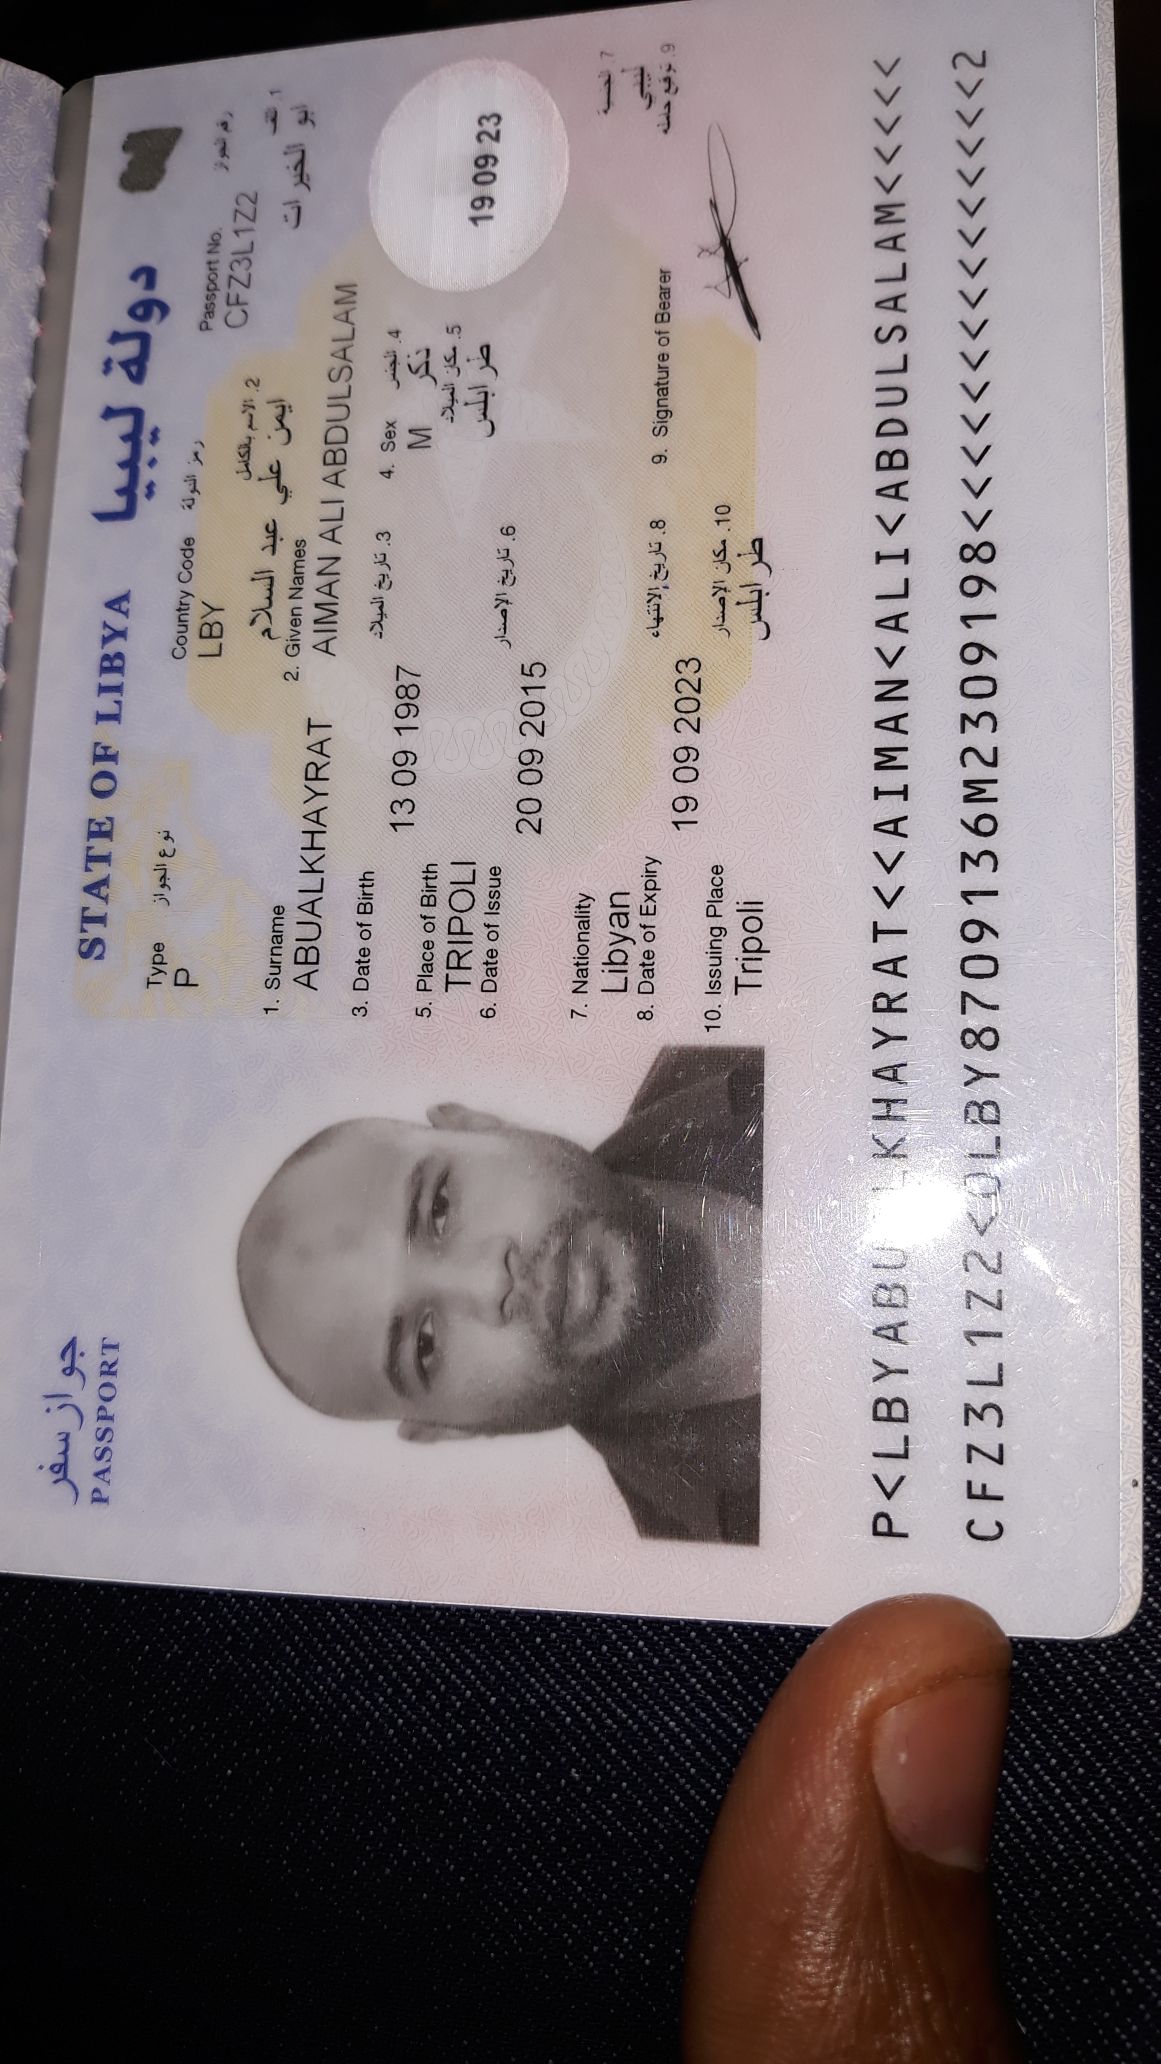 جواز سفر
PASSPORT
STATE OF LIBYA دولة ليبيا
Type نوع الجواز Country Code رمز الدولة Passport No. رقم الجواز
P LBY CFZ3L1Z2
2. الاسم بالكامل 1. اللقب
ايمن علي عبد السلام ابو الخيرات
1. Surname 2. Given Names
ABUALKHAYRAT AIMAN ALI ABDULSALAM
3. Date of Birth 13 09 1987 3. تاريخ الميلاد 4. Sex 4. الجنس
M ذكر
5. Place of Birth 5. مكان الميلاد
TRIPOLI طرابلس
6. Date of Issue 20 09 2015 6. تاريخ الإصدار
19 09 23
7. Nationality 7. الجنسية
Libyan ليبي
8. Date of Expiry 19 09 2023 8. تاريخ الإنتهاء 9. Signature of Bearer 9. توقيع حامله
10. Issuing Place 10. مكان الإصدار
Tripoli طرابلس
P<LBYABU KHAYRAT<<AIMAN<ALI<ABDULSALAM<<<<<
CFZ3L1Z2<0LBY8709136M2309198<<<<<<<<<<<<<<<2